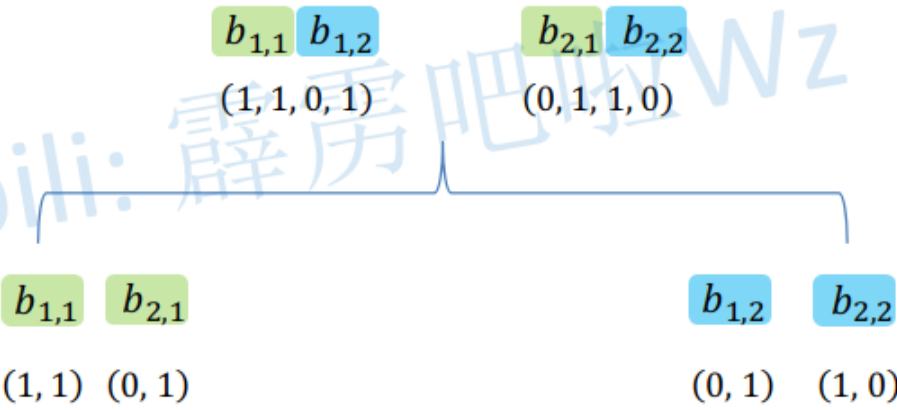 b₁,₁ b₁,₂ b₂,₁ b₂,₂
(1, 1, 0, 1) (0, 1, 1, 0)
bili: 霹雳吧啦Wz
b₁,₁ b₂,₁ b₁,₂ b₂,₂
(1, 1) (0, 1) (0, 1) (1, 0)